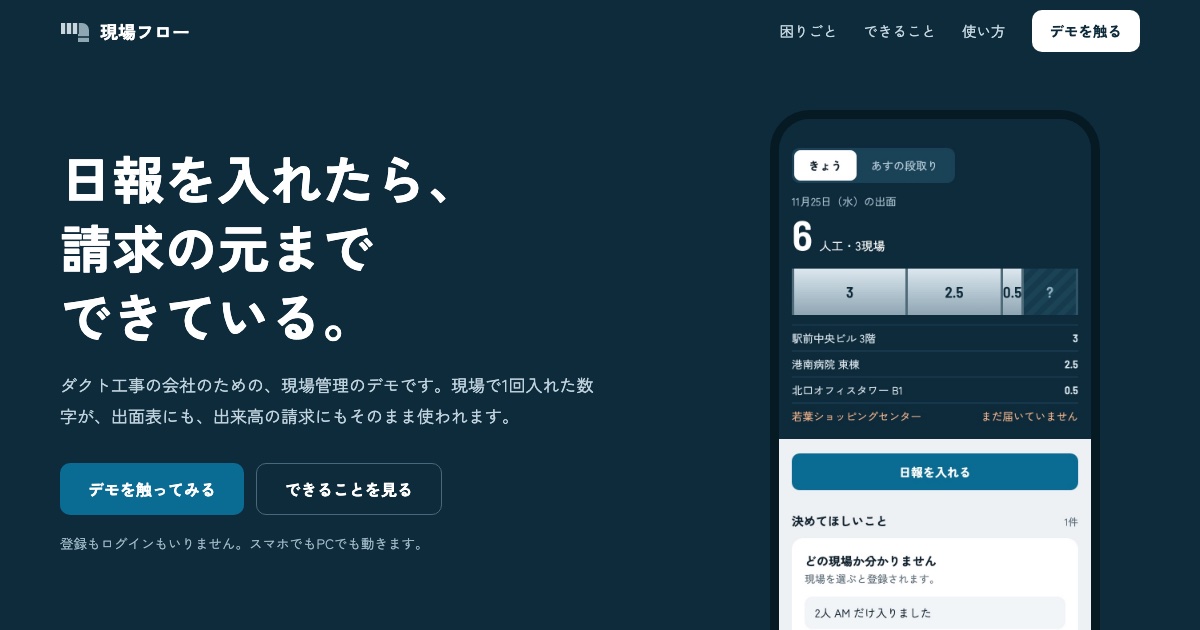 現場フロー
困りごと
できること
使い方
デモを触る
日報を入れたら、
請求の元まで
できている。
ダクト工事の会社のための、現場管理のデモです。現場で1回入れた数
字が、出面表にも、出来高の請求にもそのまま使われます。
デモを触ってみる
できることを見る
登録もログインもいりません。スマホでもPCでも動きます。
きょう
あすの段取り
11月25日（水）の出面
6 人工・3現場
3 2.5 0.5 ?
駅前中央ビル 3階 3
港南病院 東棟 2.5
北口オフィスタワー B1 0.5
若葉ショッピングセンター まだ届いていません
日報を入れる
決めてほしいこと 1件
どの現場か分かりません
現場を選ぶと登録されます。
2人 AM だけ入りました